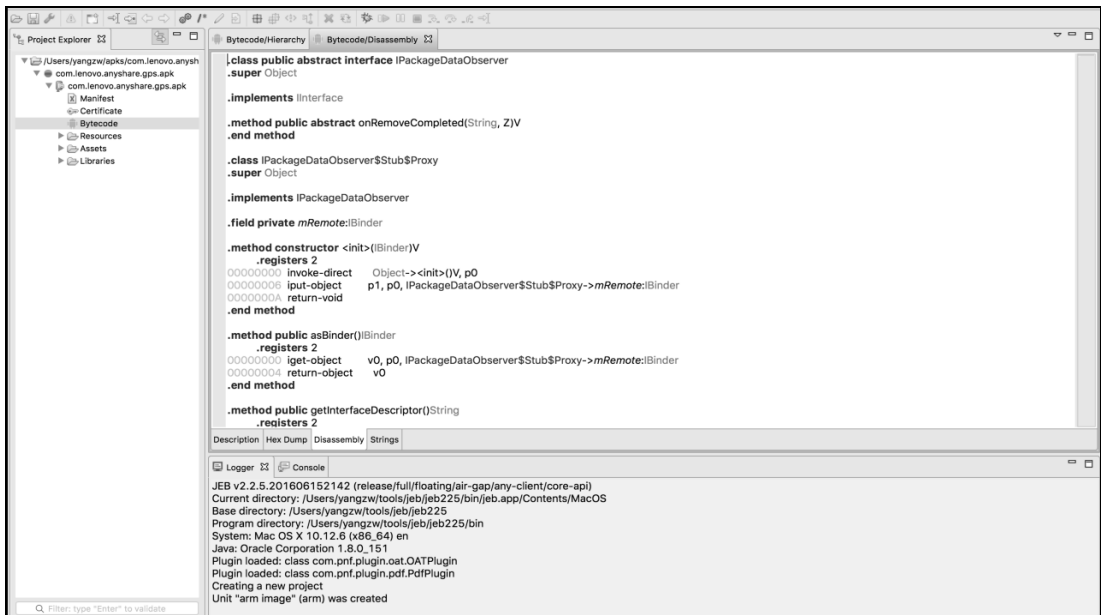 Project Explorer
/Users/yangzw/apks/com.lenovo.anysh
com.lenovo.anyshare.gps.apk
com.lenovo.anyshare.gps.apk
Manifest
Certificate
Bytecode
Resources
Assets
Libraries
Filter: type "Enter" to validate
Bytecode/Hierarchy Bytecode/Disassembly
.class public abstract interface IPackageDataObserver
.super Object
.implements IInterface
.method public abstract onRemoveCompleted(String, Z)V
.end method
.class IPackageDataObserver$Stub$Proxy
.super Object
.implements IPackageDataObserver
.field private mRemote:IBinder
.method constructor <init>(IBinder)V
.registers 2
00000000 invoke-direct Object-><init>()V, p0
00000006 iput-object p1, p0, IPackageDataObserver$Stub$Proxy->mRemote:IBinder
0000000A return-void
.end method
.method public asBinder()IBinder
.registers 2
00000000 iget-object v0, p0, IPackageDataObserver$Stub$Proxy->mRemote:IBinder
00000004 return-object v0
.end method
.method public getInterfaceDescriptor()String
.registers 2
Description Hex Dump Disassembly Strings
Logger Console
JEB v2.2.5.201606152142 (release/full/floating/air-gap/any-client/core-api)
Current directory: /Users/yangzw/tools/jeb/jeb225/bin/jeb.app/Contents/MacOS
Base directory: /Users/yangzw/tools/jeb/jeb225
Program directory: /Users/yangzw/tools/jeb/jeb225/bin
System: Mac OS X 10.12.6 (x86_64) en
Java: Oracle Corporation 1.8.0_151
Plugin loaded: class com.pnf.plugin.oat.OATPlugin
Plugin loaded: class com.pnf.plugin.pdf.PdfPlugin
Creating a new project
Unit "arm image" (arm) was created